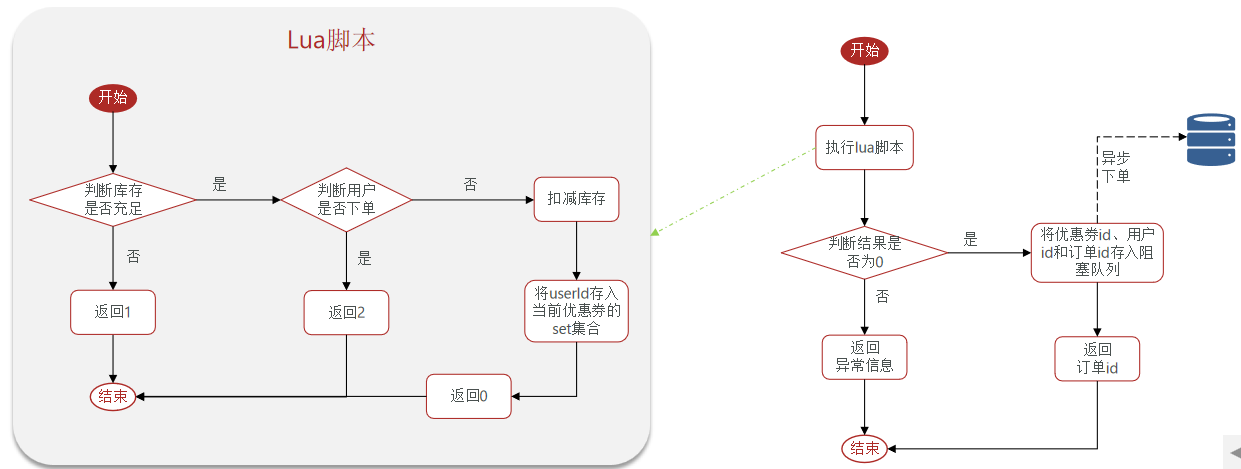 Lua脚本
开始
判断库存
是否充足
是
否
返回1
判断用户
是否下单
否
是
返回2
扣减库存
将userId存入
当前优惠券的
set集合
返回0
结束
开始
执行lua脚本
判断结果是
否为0
是
否
返回
异常信息
将优惠券id、用户
id和订单id存入阻
塞队列
异步
下单
返回
订单id
结束